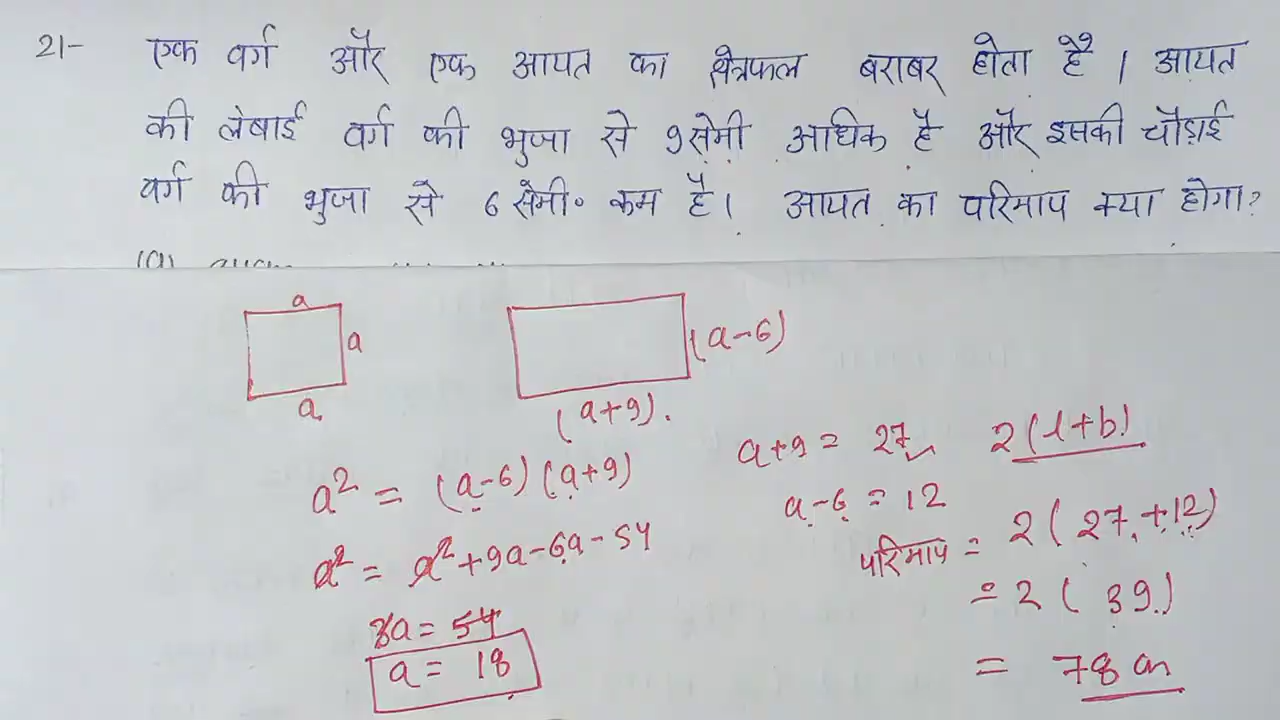 21- एक वर्ग और एक आयत का क्षेत्रफल बराबर होता है । आयत
की लंबाई वर्ग की भुजा से 9 सेमी अधिक है और इसकी चौड़ाई
वर्ग की भुजा से 6 सेमी॰ कम है। आयत का परिमाप क्या होगा?
a
a
a
(a-6)
(a+9).
a² = (a-6) (a+9)
a² = a² + 9a - 6a - 54
3a = 54
a = 18
a+9 = 27
a-6 = 12
2(l+b)
परिमाप = 2 ( 27 + 12)
= 2 ( 39 )
= 78 cm